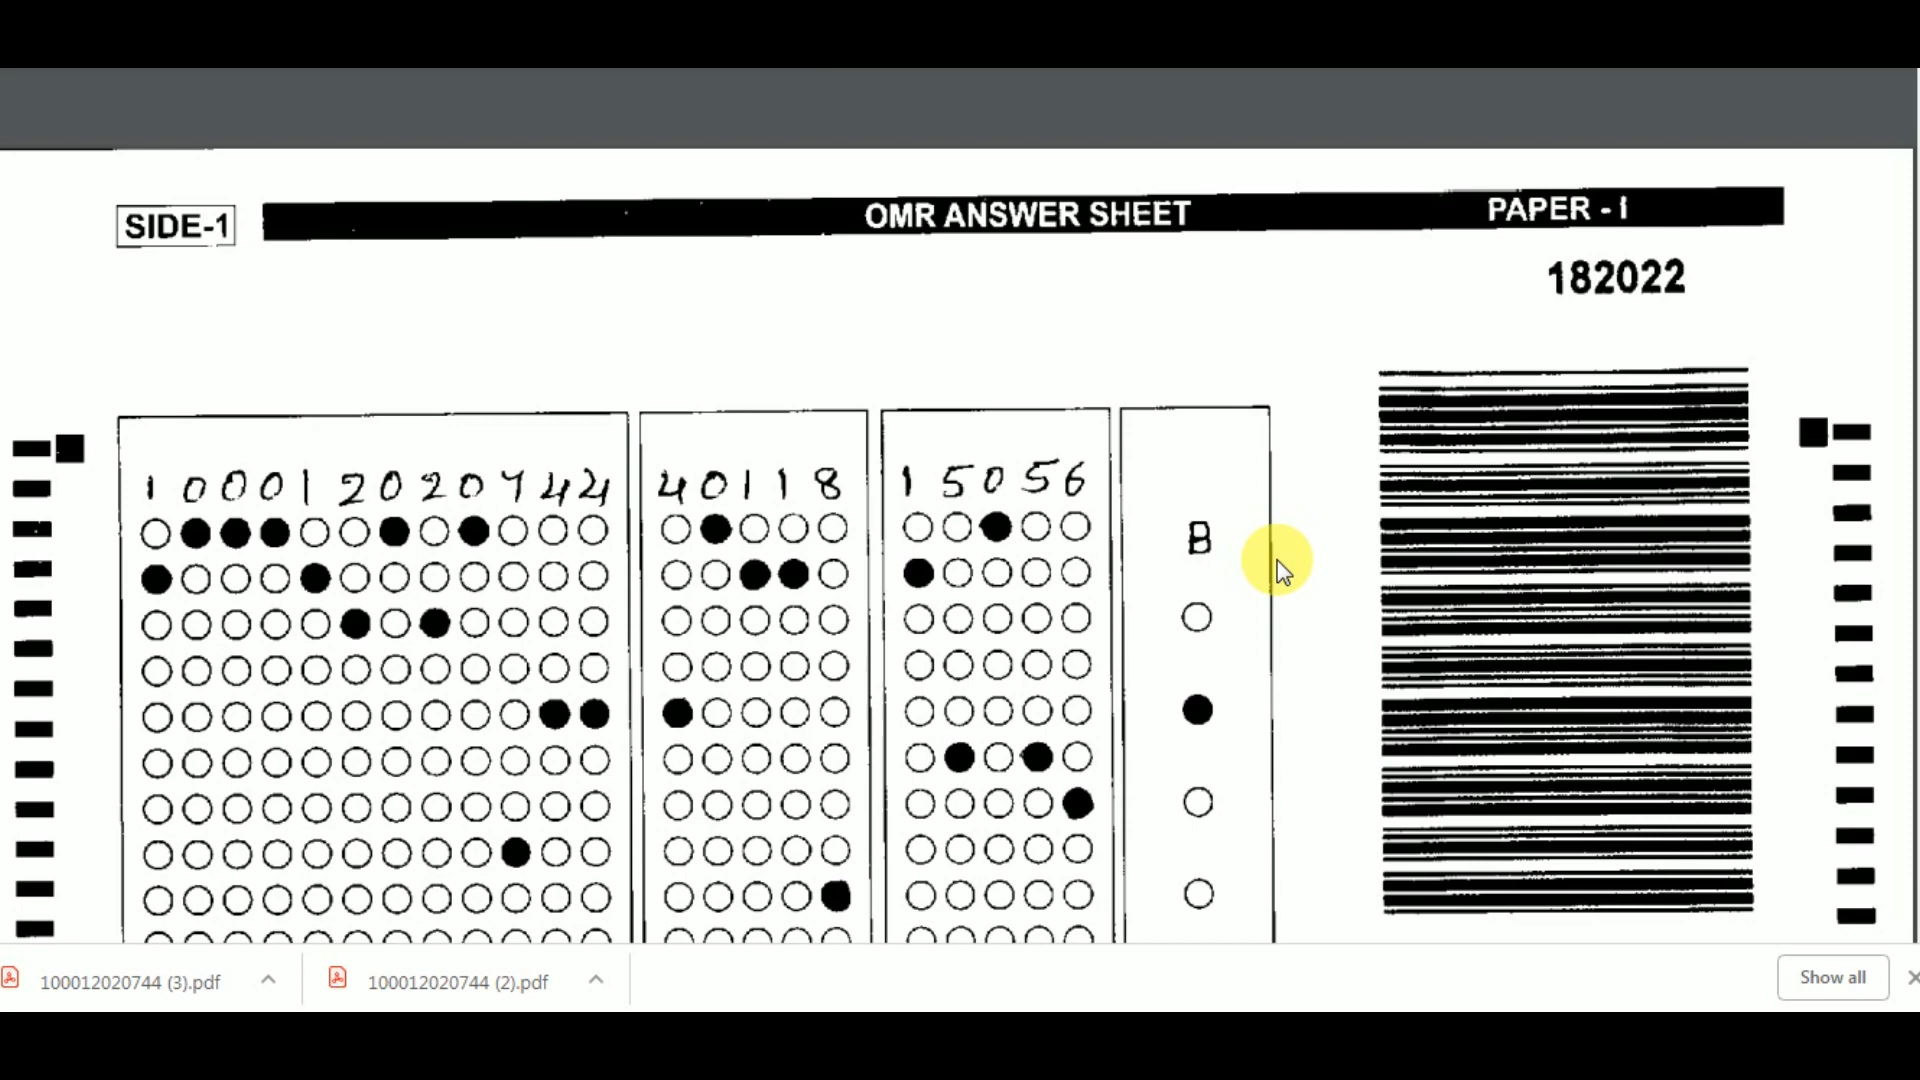 SIDE-1
OMR ANSWER SHEET
PAPER - I
182022
100012020744
40118
15056
B
100012020744 (3).pdf
100012020744 (2).pdf
Show all